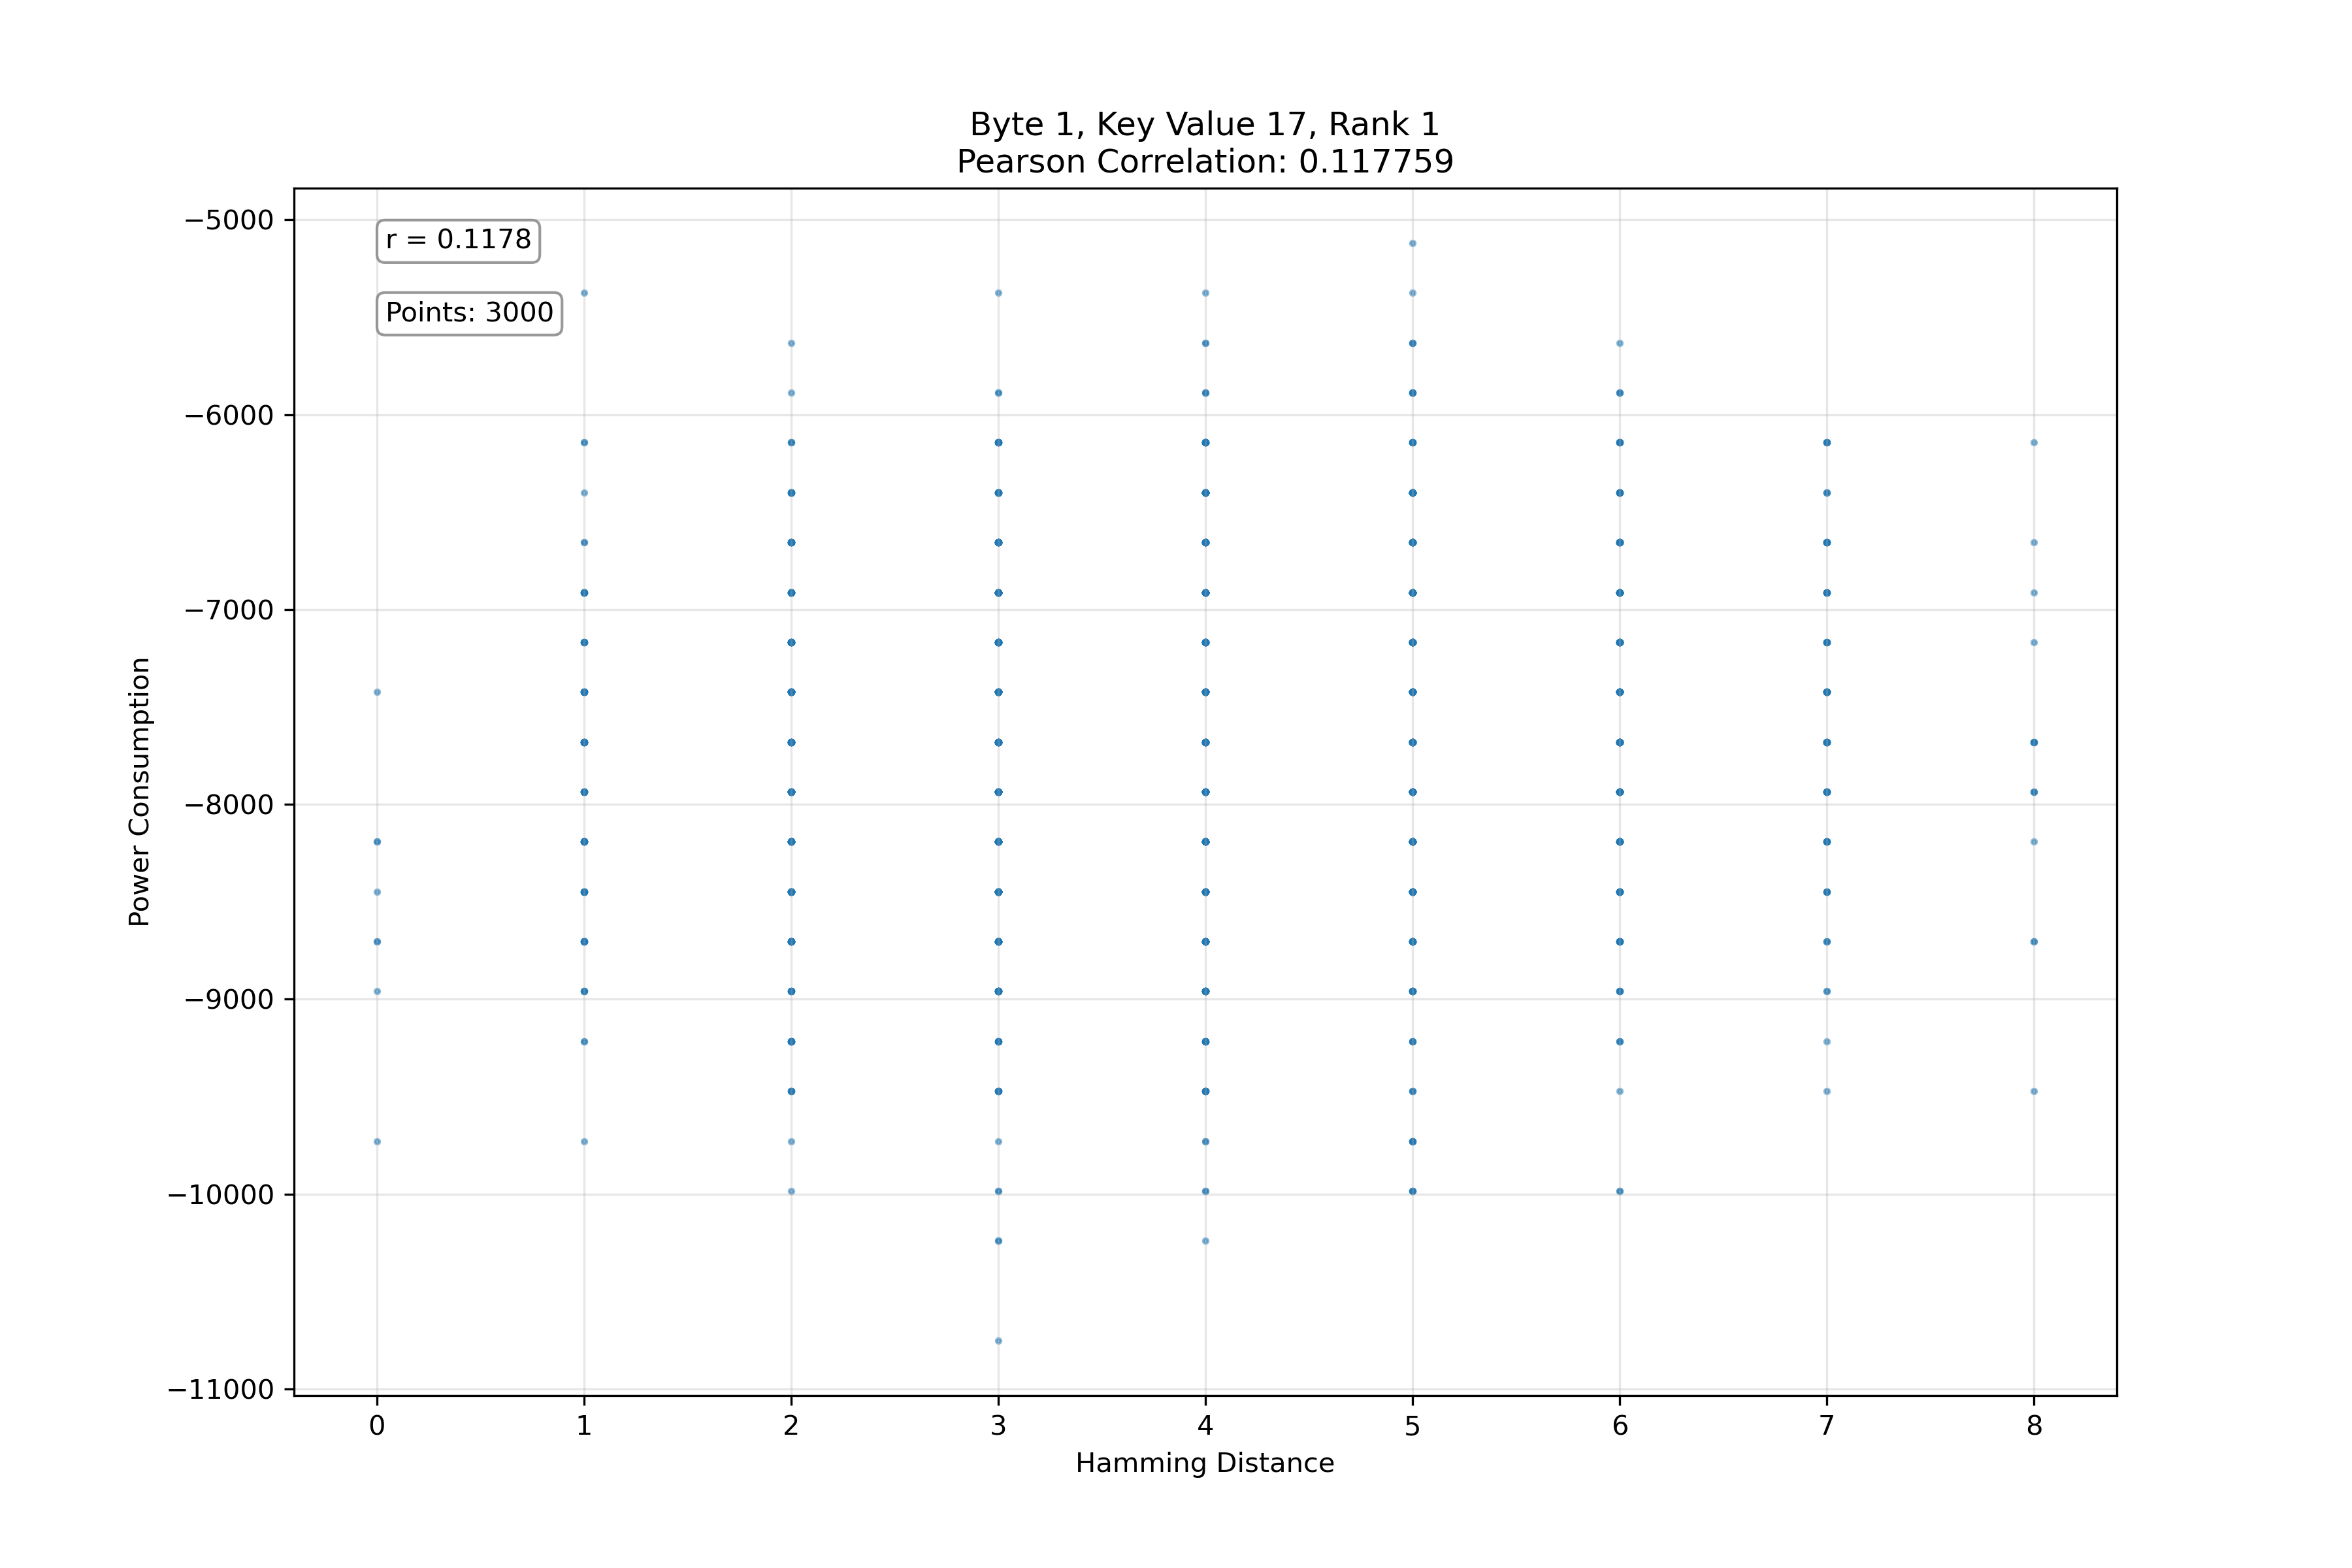 Byte 1, Key Value 17, Rank 1
Pearson Correlation: 0.117759
r = 0.1178
Points: 3000
Power Consumption
−5000
−6000
−7000
−8000
−9000
−10000
−11000
0 1 2 3 4 5 6 7 8
Hamming Distance